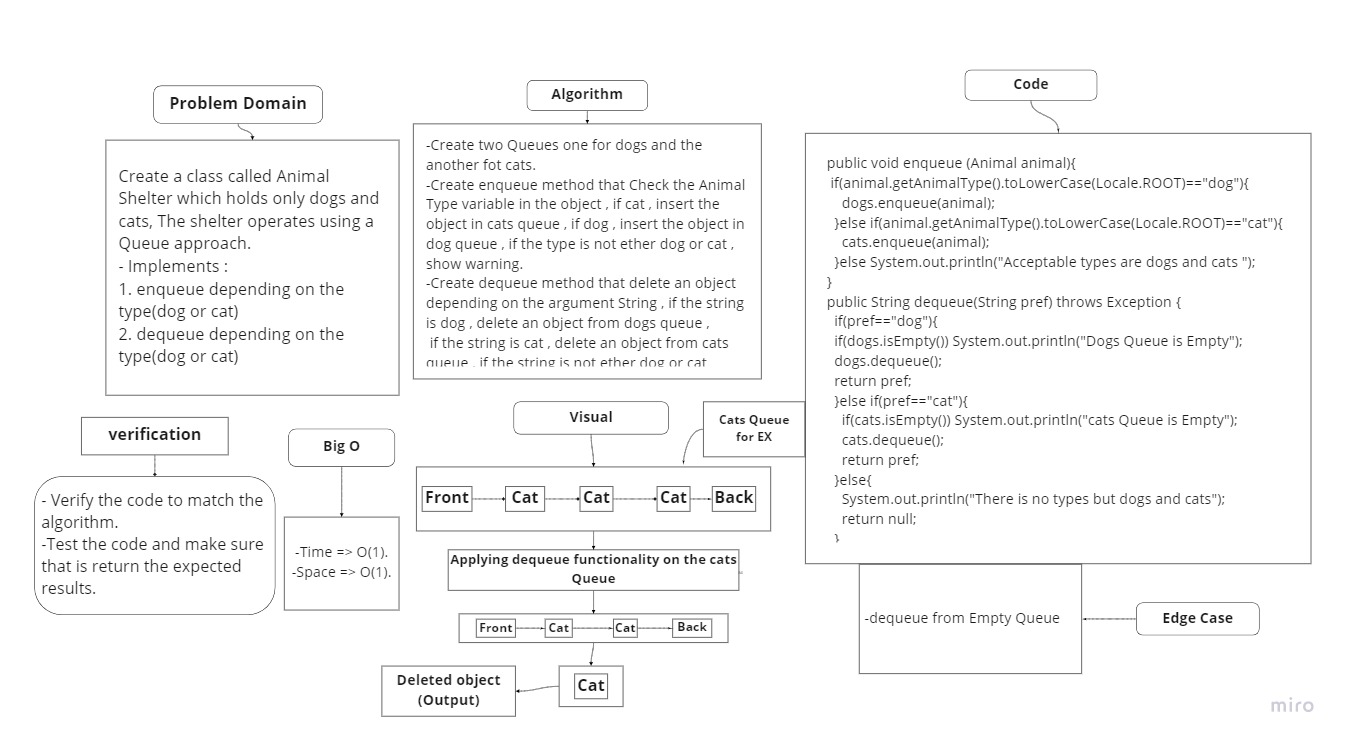 Problem Domain
Create a class called Animal
Shelter which holds only dogs and
cats, The shelter operates using a
Queue approach.
- Implements :
1. enqueue depending on the
type(dog or cat)
2. dequeue depending on the
type(dog or cat)
Algorithm
-Create two Queues one for dogs and the
another fot cats.
-Create enqueue method that Check the Animal
Type variable in the object , if cat , insert the
object in cats queue , if dog , insert the object in
dog queue , if the type is not ether dog or cat ,
show warning.
-Create dequeue method that delete an object
depending on the argument String , if the string
is dog , delete an object from dogs queue ,
if the string is cat , delete an object from cats
queue , if the string is not ether dog or cat
Code
public void enqueue (Animal animal){
if(animal.getAnimalType().toLowerCase(Locale.ROOT)=="dog"){
dogs.enqueue(animal);
}else if(animal.getAnimalType().toLowerCase(Locale.ROOT)=="cat"){
cats.enqueue(animal);
}else System.out.println("Acceptable types are dogs and cats ");
}
public String dequeue(String pref) throws Exception {
if(pref=="dog"){
if(dogs.isEmpty()) System.out.println("Dogs Queue is Empty");
dogs.dequeue();
return pref;
}else if(pref=="cat"){
if(cats.isEmpty()) System.out.println("cats Queue is Empty");
cats.dequeue();
return pref;
}else{
System.out.println("There is no types but dogs and cats");
return null;
}
verification
- Verify the code to match the
algorithm.
-Test the code and make sure
that is return the expected
results.
Big O
-Time => O(1).
-Space => O(1).
Visual
Cats Queue
for EX
Front Cat Cat Cat Back
Applying dequeue functionality on the cats
Queue
Front Cat Cat Back
Cat
Deleted object
(Output)
-dequeue from Empty Queue
Edge Case
miro